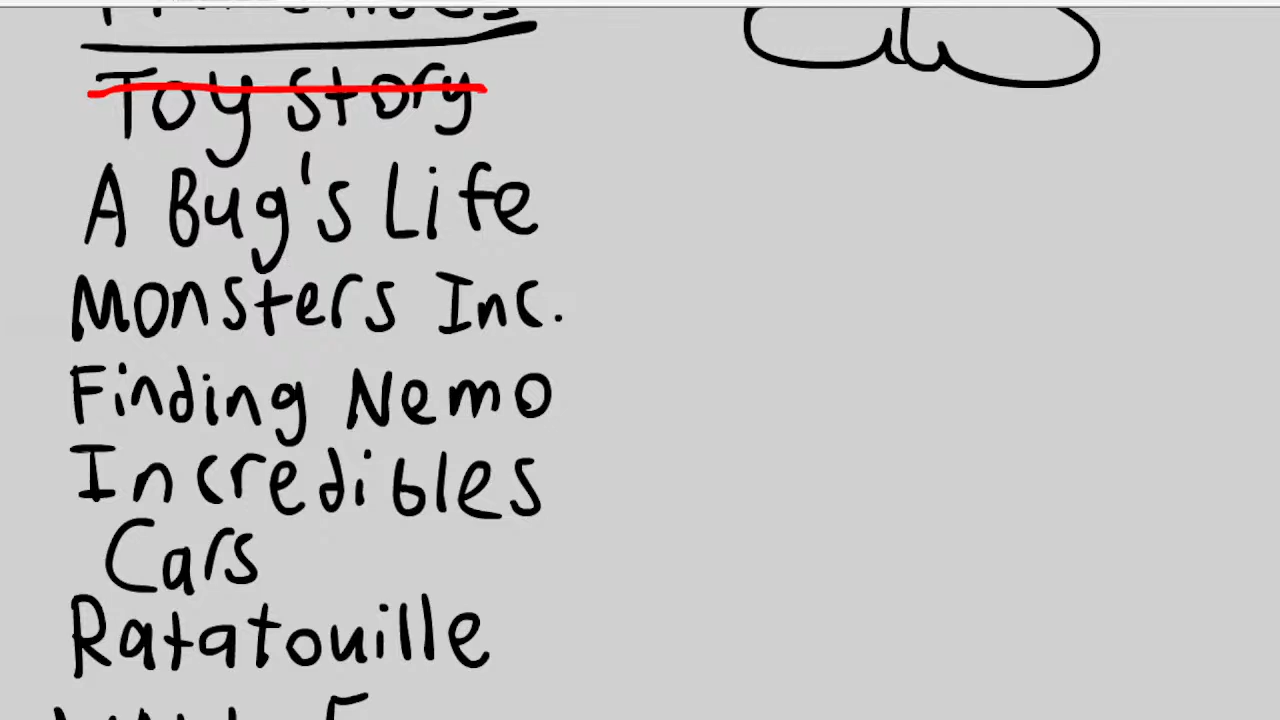 Toy Story
A Bug's Life
Monsters Inc.
Finding Nemo
Incredibles
Cars
Ratatouille